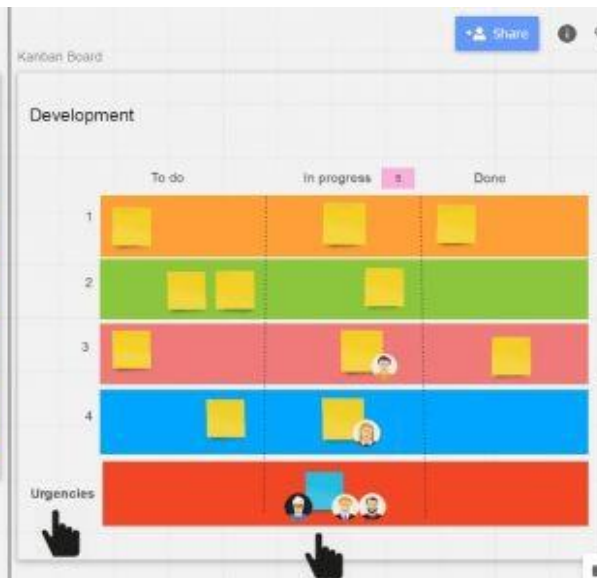 Share
Kanban Board
Development
To do In progress Done
1
2
3
4
Urgencies